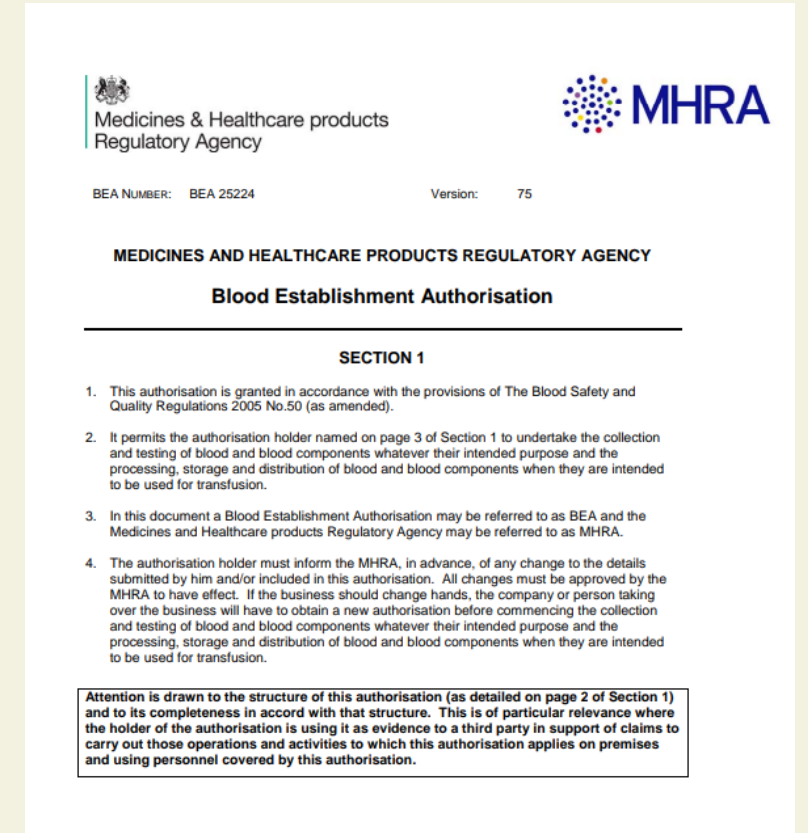 Medicines & Healthcare products
Regulatory Agency
MHRA
BEA NUMBER: BEA 25224 Version: 75
MEDICINES AND HEALTHCARE PRODUCTS REGULATORY AGENCY
Blood Establishment Authorisation
SECTION 1
1. This authorisation is granted in accordance with the provisions of The Blood Safety and
Quality Regulations 2005 No.50 (as amended).
2. It permits the authorisation holder named on page 3 of Section 1 to undertake the collection
and testing of blood and blood components whatever their intended purpose and the
processing, storage and distribution of blood and blood components when they are intended
to be used for transfusion.
3. In this document a Blood Establishment Authorisation may be referred to as BEA and the
Medicines and Healthcare products Regulatory Agency may be referred to as MHRA.
4. The authorisation holder must inform the MHRA, in advance, of any change to the details
submitted by him and/or included in this authorisation. All changes must be approved by the
MHRA to have effect. If the business should change hands, the company or person taking
over the business will have to obtain a new authorisation before commencing the collection
and testing of blood and blood components whatever their intended purpose and the
processing, storage and distribution of blood and blood components when they are intended
to be used for transfusion.
Attention is drawn to the structure of this authorisation (as detailed on page 2 of Section 1)
and to its completeness in accord with that structure. This is of particular relevance where
the holder of the authorisation is using it as evidence to a third party in support of claims to
carry out those operations and activities to which this authorisation applies on premises
and using personnel covered by this authorisation.